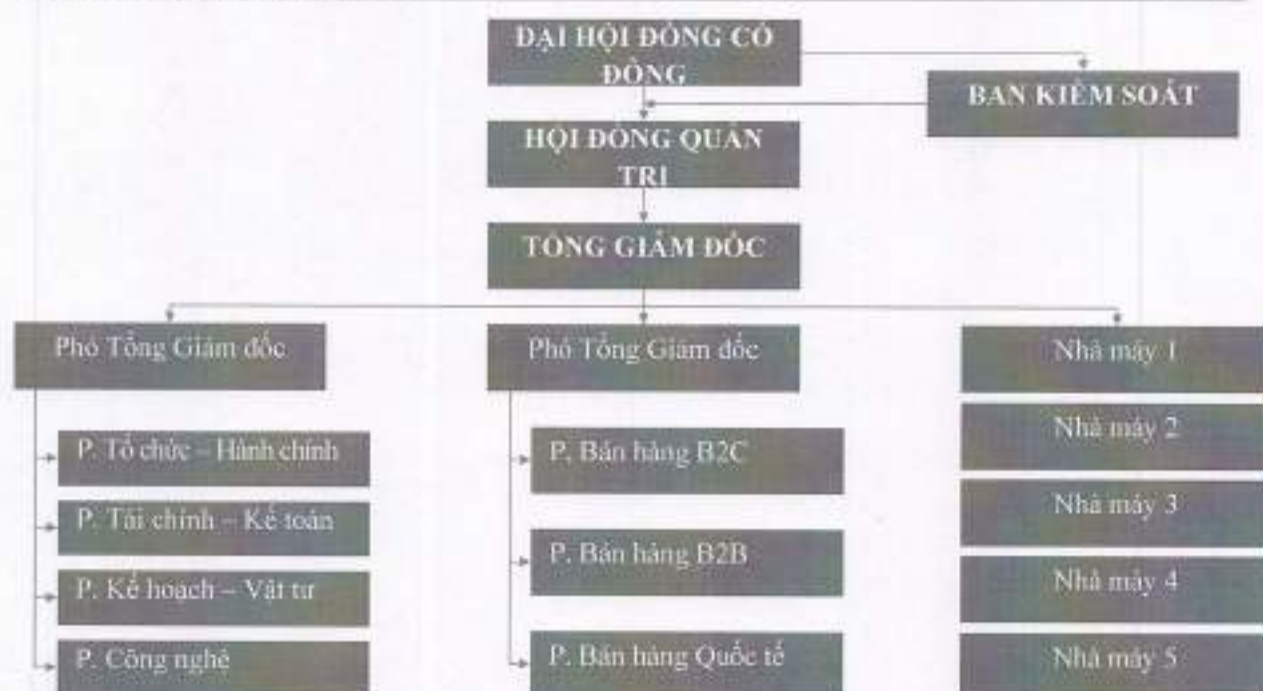 ĐẠI HỘI ĐỒNG CỔ
ĐÔNG
BAN KIỂM SOÁT
HỘI ĐỒNG QUẢN
TRỊ
TỔNG GIÁM ĐỐC
Phó Tổng Giám đốc
P. Tổ chức – Hành chính
P. Tài chính – Kế toán
P. Kế hoạch – Vật tư
P. Công nghệ
Phó Tổng Giám đốc
P. Bán hàng B2C
P. Bán hàng B2B
P. Bán hàng Quốc tế
Nhà máy 1
Nhà máy 2
Nhà máy 3
Nhà máy 4
Nhà máy 5